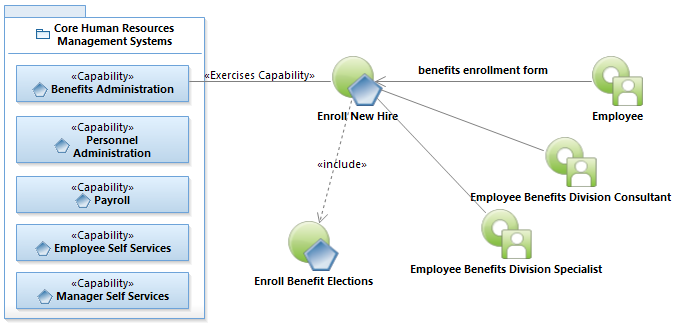 Core Human Resources
Management Systems
«Capability»
Benefits Administration
«Capability»
Personnel
Administration
«Capability»
Payroll
«Capability»
Employee Self Services
«Capability»
Manager Self Services
«Exercises Capability»
Enroll New Hire
benefits enrollment form
Employee
«include»
Employee Benefits Division Consultant
Employee Benefits Division Specialist
Enroll Benefit Elections